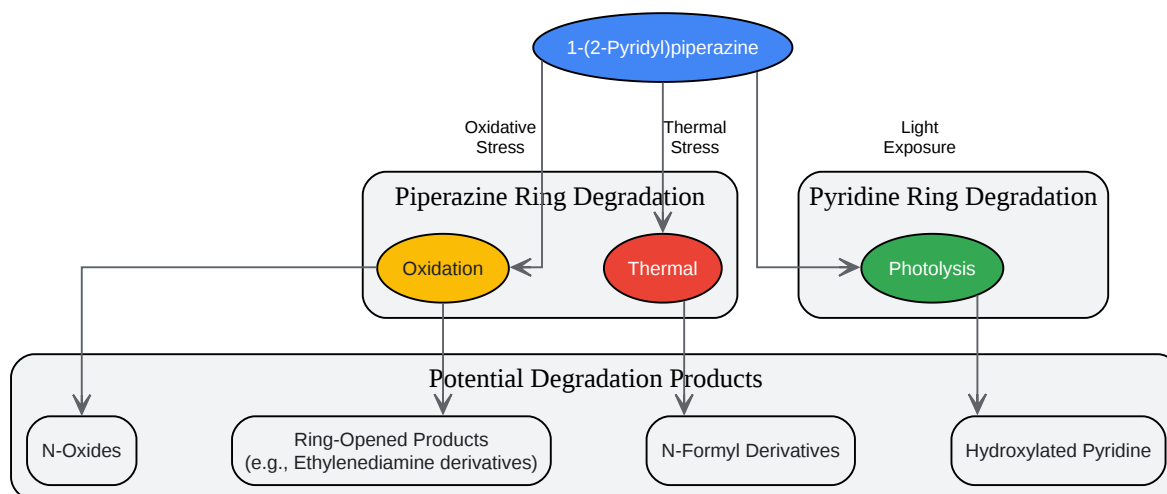 1-(2-Pyridyl)piperazine
Oxidative
Stress
Thermal
Stress
Light
Exposure
Piperazine Ring Degradation
Pyridine Ring Degradation
Oxidation
Thermal
Photolysis
Potential Degradation Products
N-Oxides
Ring-Opened Products
(e.g., Ethylenediamine derivatives)
N-Formyl Derivatives
Hydroxylated Pyridine